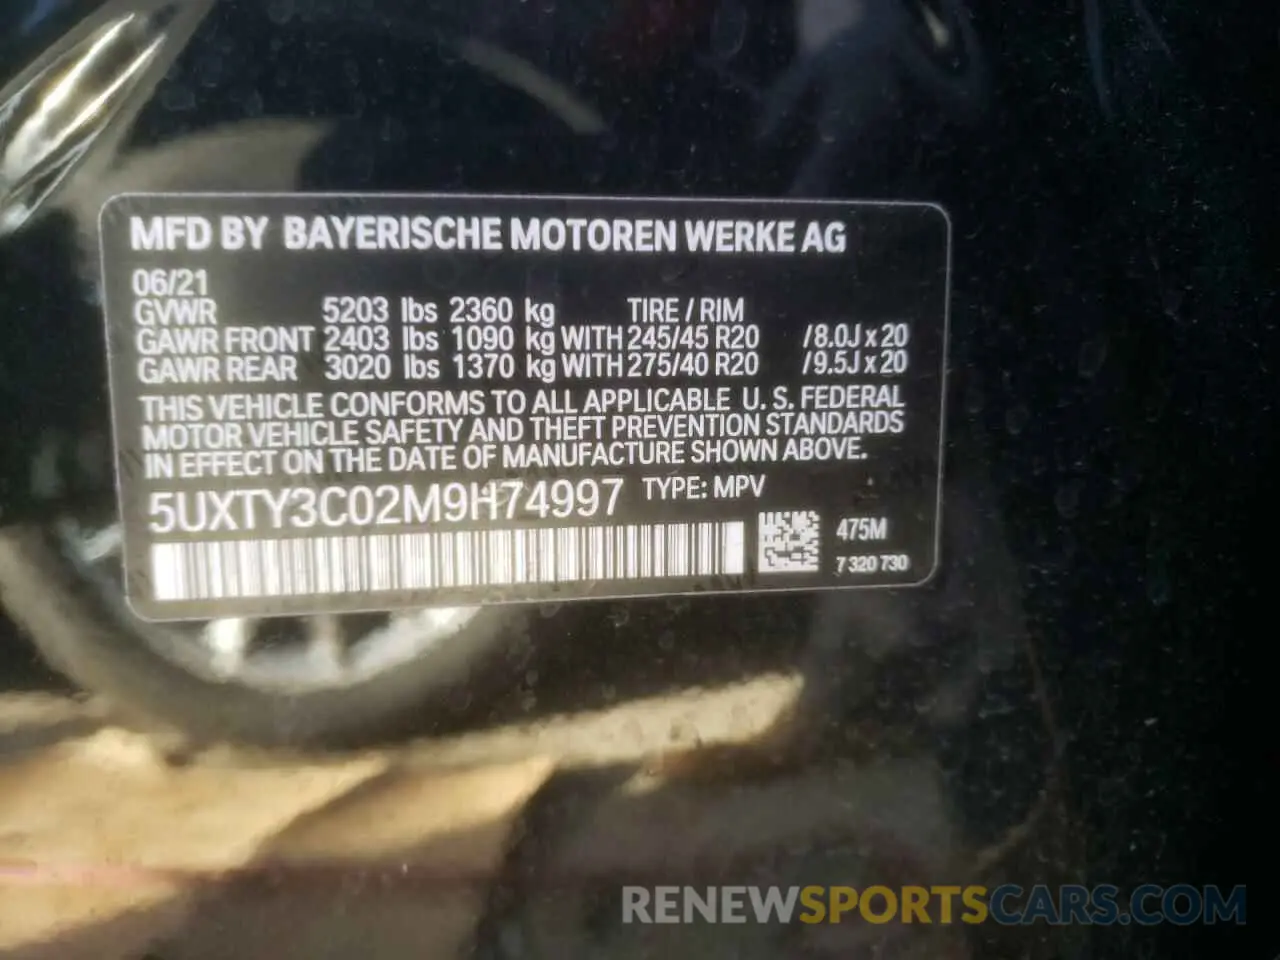 MFD BY BAYERISCHE MOTOREN WERKE AG
06/21
GVWR 5203 lbs 2360 kg TIRE / RIM
GAWR FRONT 2403 lbs 1090 kg WITH 245/45 R20 /8.0J x 20
GAWR REAR 3020 lbs 1370 kg WITH 275/40 R20 /9.5J x 20
THIS VEHICLE CONFORMS TO ALL APPLICABLE U. S. FEDERAL
MOTOR VEHICLE SAFETY AND THEFT PREVENTION STANDARDS
IN EFFECT ON THE DATE OF MANUFACTURE SHOWN ABOVE.
5UXTY3C02M9H74997 TYPE: MPV
475M
7 320 730
RENEWSPORTSCARS.COM